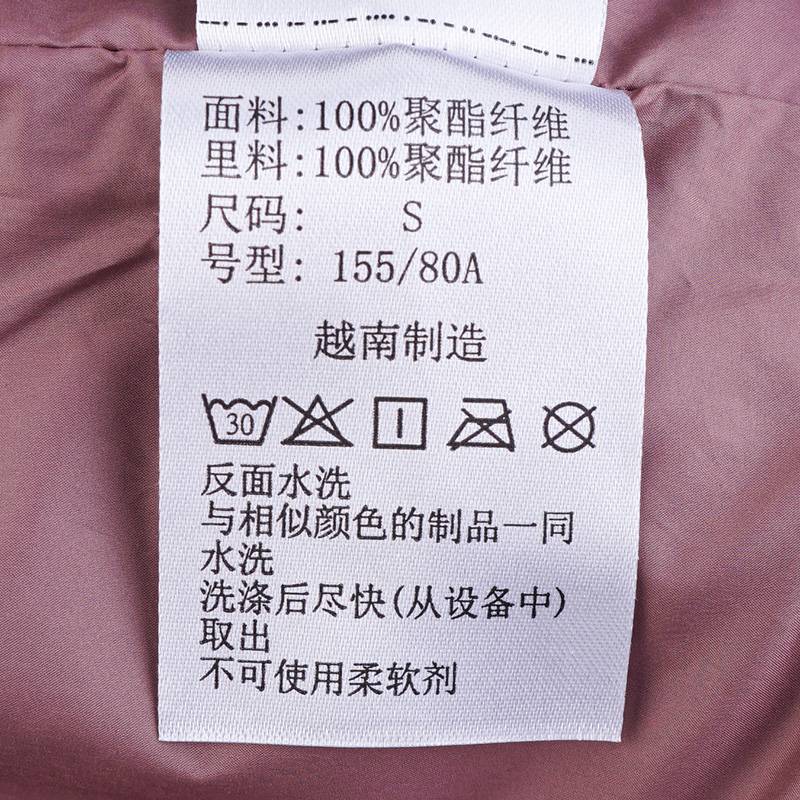 面料:100%聚酯纤维
里料:100%聚酯纤维
尺码: S
号型: 155/80A
越南制造
30
反面水洗
与相似颜色的制品一同
水洗
洗涤后尽快(从设备中)
取出
不可使用柔软剂